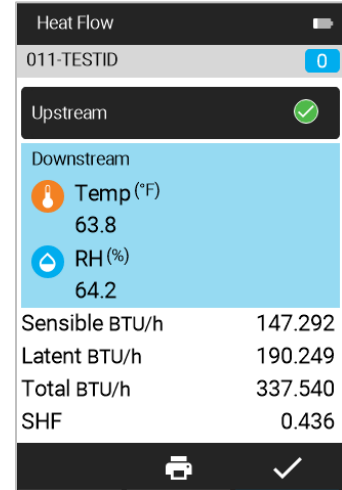 Heat Flow
011-TESTID 0
Upstream
Downstream
Temp (°F)
63.8
RH (%)
64.2
Sensible BTU/h 147.292
Latent BTU/h 190.249
Total BTU/h 337.540
SHF 0.436